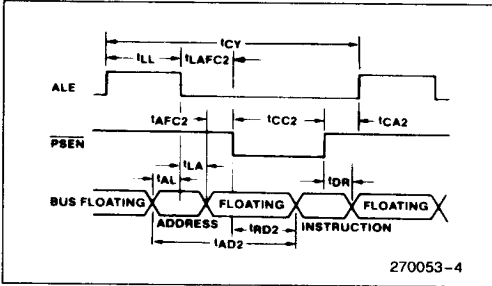 tCY
tLL tLAFC2
ALE
tAFC2 tCC2 tCA2
PSEN
tLA
tAL tDR
BUS FLOATING FLOATING FLOATING
ADDRESS tRD2 INSTRUCTION
tAD2
270053-4